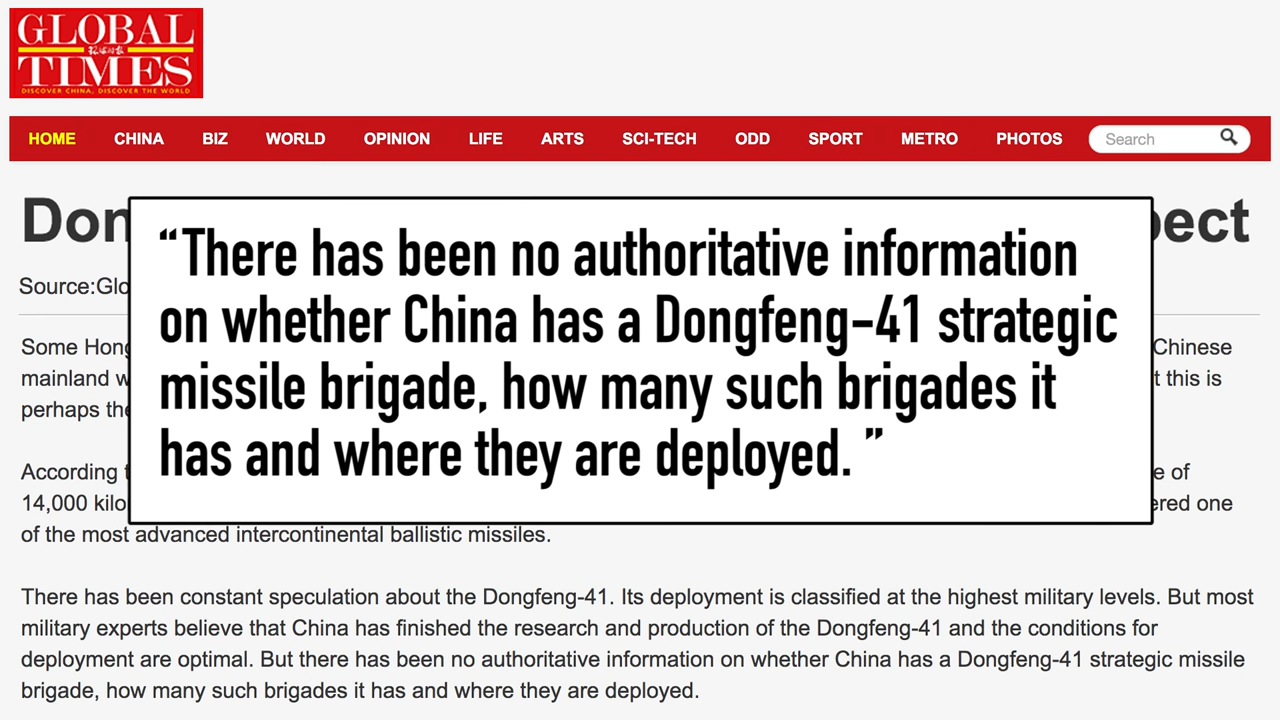 GLOBAL
环球时报
TIMES
DISCOVER CHINA, DISCOVER THE WORLD
HOME CHINA BIZ WORLD OPINION LIFE ARTS SCI-TECH ODD SPORT METRO PHOTOS Search
Don pect
“There has been no authoritative information
on whether China has a Dongfeng-41 strategic
missile brigade, how many such brigades it
has and where they are deployed.”
Source:Glo
Some Hong Chinese
mainland w t this is
perhaps the
According t e of
14,000 kilo ered one
of the most advanced intercontinental ballistic missiles.
There has been constant speculation about the Dongfeng-41. Its deployment is classified at the highest military levels. But most
military experts believe that China has finished the research and production of the Dongfeng-41 and the conditions for
deployment are optimal. But there has been no authoritative information on whether China has a Dongfeng-41 strategic missile
brigade, how many such brigades it has and where they are deployed.